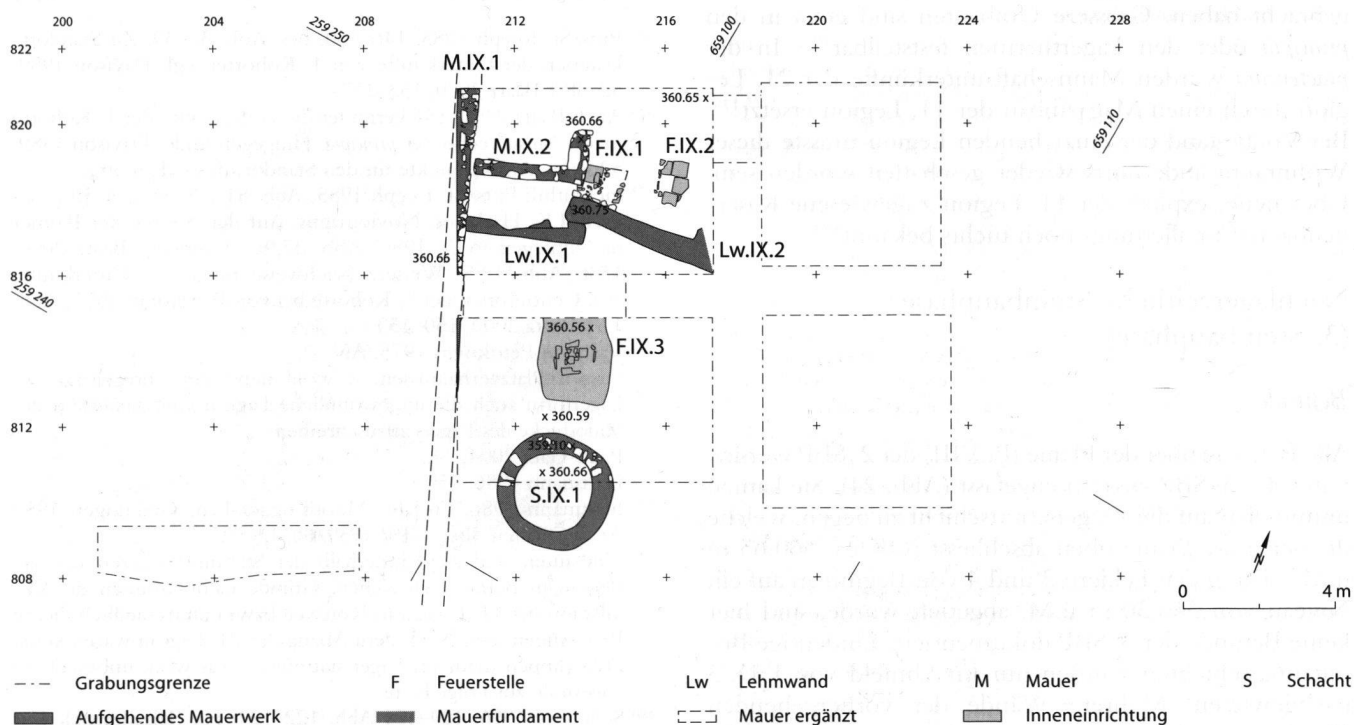 200
204
208
259 250
212
216
659 100
220
224
228
822
M.IX.1
360.65 x
659 110
820
360.66
M.IX.2
F.IX.1
F.IX.2
360.75
360.66
Lw.IX.1
Lw.IX.2
816
259 240
360.56 x
F.IX.3
x 360.59
812
359.10
x 360.66
S.IX.1
808
N
0 4 m
Grabungsgrenze F Feuerstelle Lw Lehmwand M Mauer S Schacht
Aufgehendes Mauerwerk Mauerfundament Mauer ergänzt Inneneinrichtung